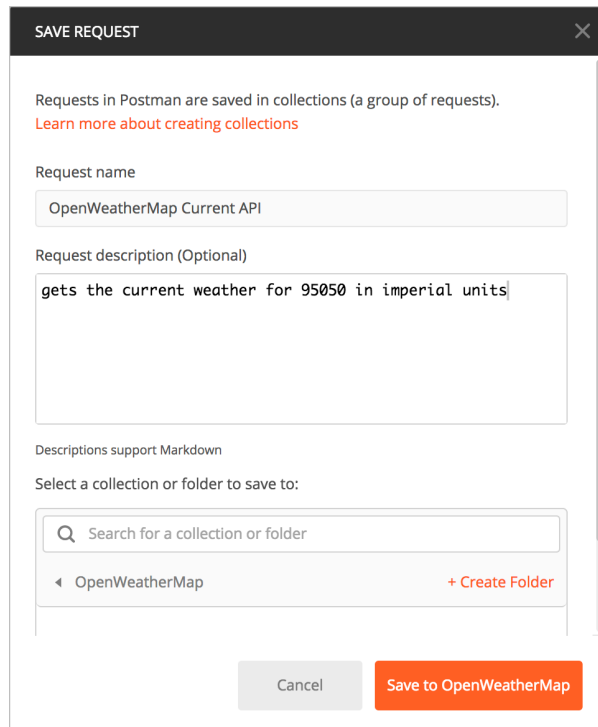 SAVE REQUEST
Requests in Postman are saved in collections (a group of requests).
Learn more about creating collections
Request name
OpenWeatherMap Current API
Request description (Optional)
gets the current weather for 95050 in imperial units
Descriptions support Markdown
Select a collection or folder to save to:
Search for a collection or folder
OpenWeatherMap + Create Folder
Cancel Save to OpenWeatherMap